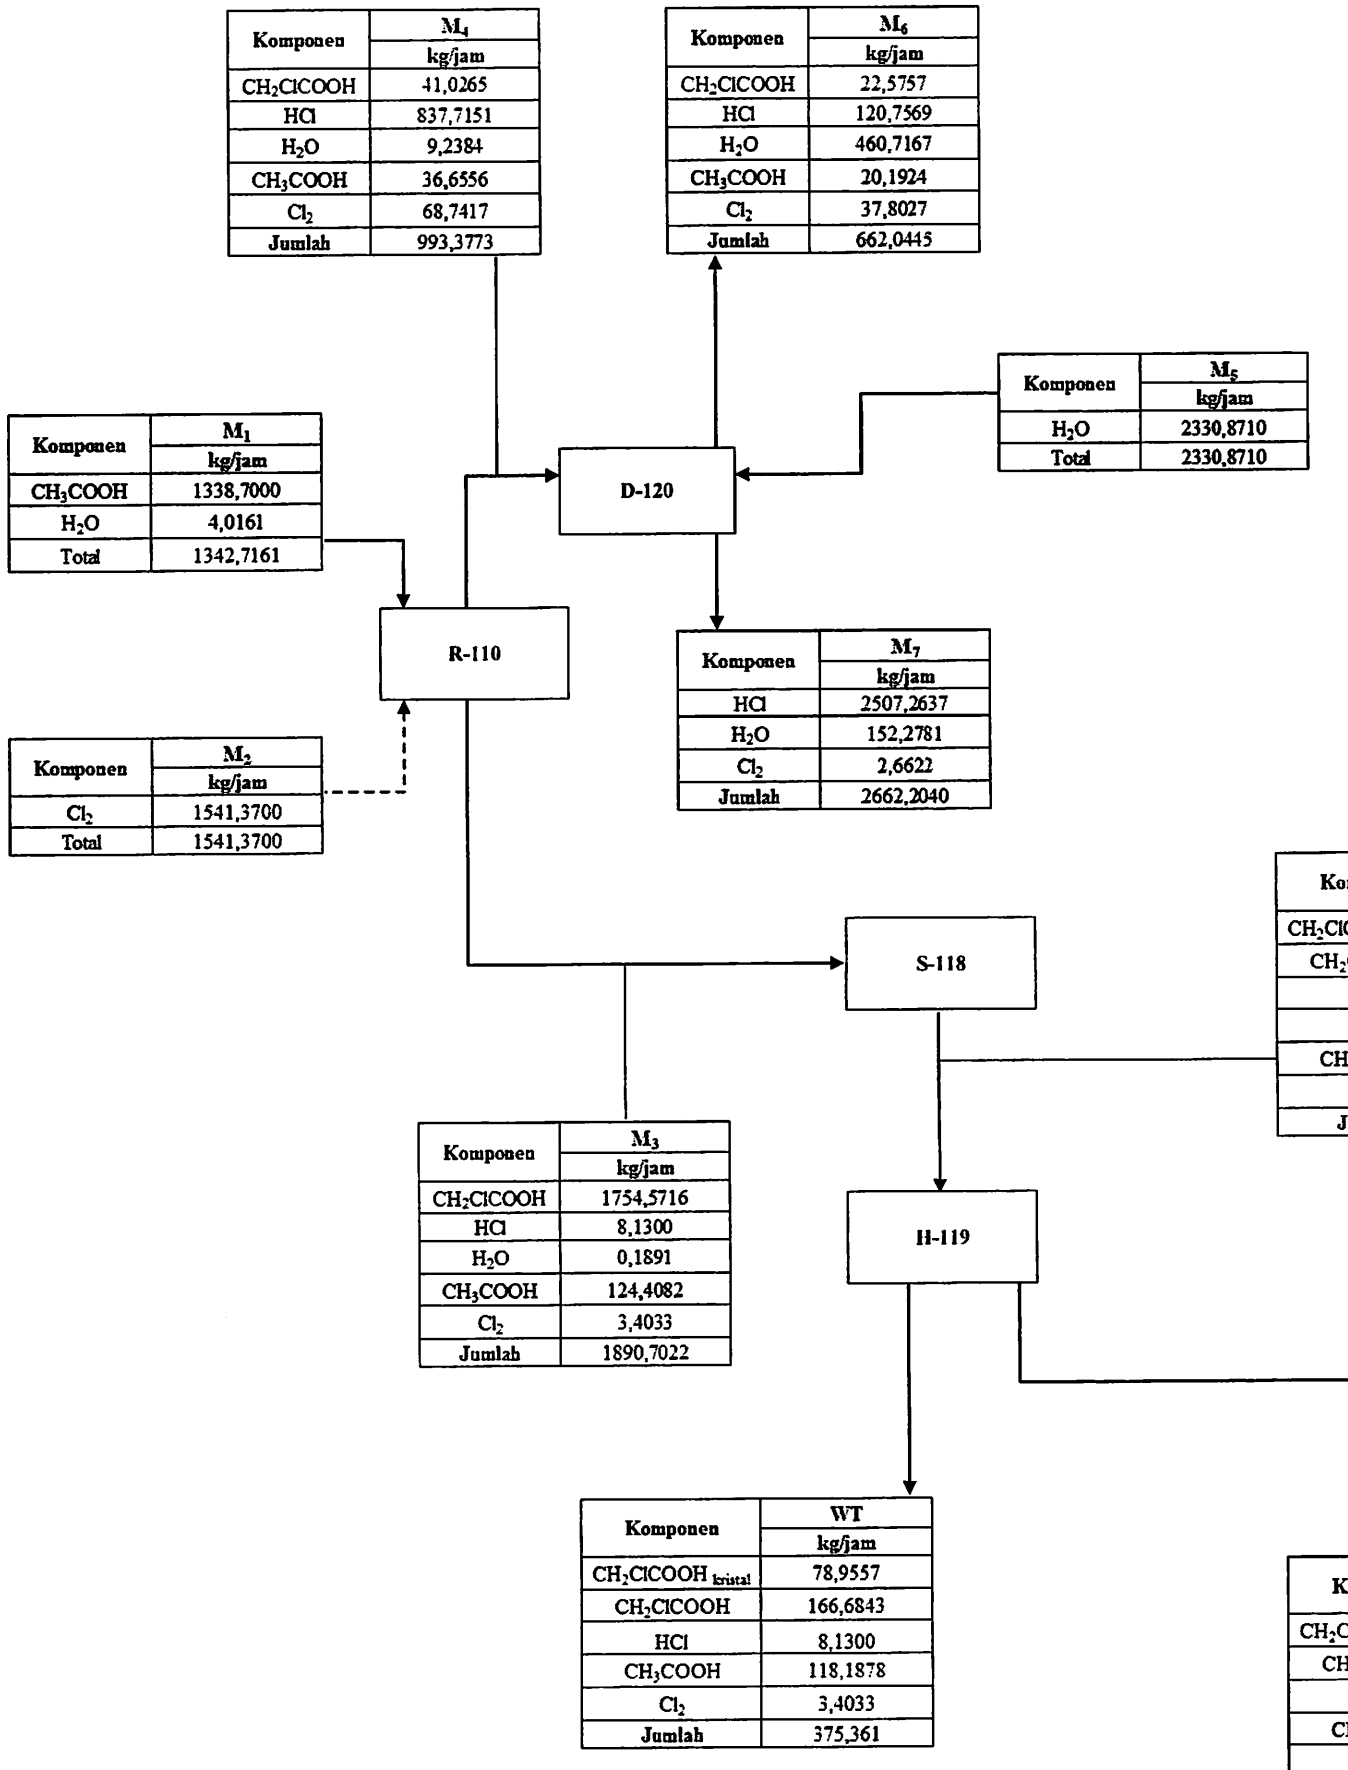 Komponen M₄
kg/jam
CH₂ClCOOH 41,0265
HCl 837,7151
H₂O 9,2384
CH₃COOH 36,6556
Cl₂ 68,7417
Jumlah 993,3773
Komponen M₆
kg/jam
CH₂ClCOOH 22,5757
HCl 120,7569
H₂O 460,7167
CH₃COOH 20,1924
Cl₂ 37,8027
Jumlah 662,0445
Komponen M₅
kg/jam
H₂O 2330,8710
Total 2330,8710
Komponen M₁
kg/jam
CH₃COOH 1338,7000
H₂O 4,0161
Total 1342,7161
D-120
R-110
Komponen M₇
kg/jam
HCl 2507,2637
H₂O 152,2781
Cl₂ 2,6622
Jumlah 2662,2040
Komponen M₂
kg/jam
Cl₂ 1541,3700
Total 1541,3700
S-118
Ko
CH₂Cl
CH₂
CH
J
Komponen M₃
kg/jam
CH₂ClCOOH 1754,5716
HCl 8,1300
H₂O 0,1891
CH₃COOH 124,4082
Cl₂ 3,4033
Jumlah 1890,7022
H-119
Komponen WT
kg/jam
CH₂ClCOOH kristal 78,9557
CH₂ClCOOH 166,6843
HCl 8,1300
CH₃COOH 118,1878
Cl₂ 3,4033
Jumlah 375,361
K
CH₂C
CH
C